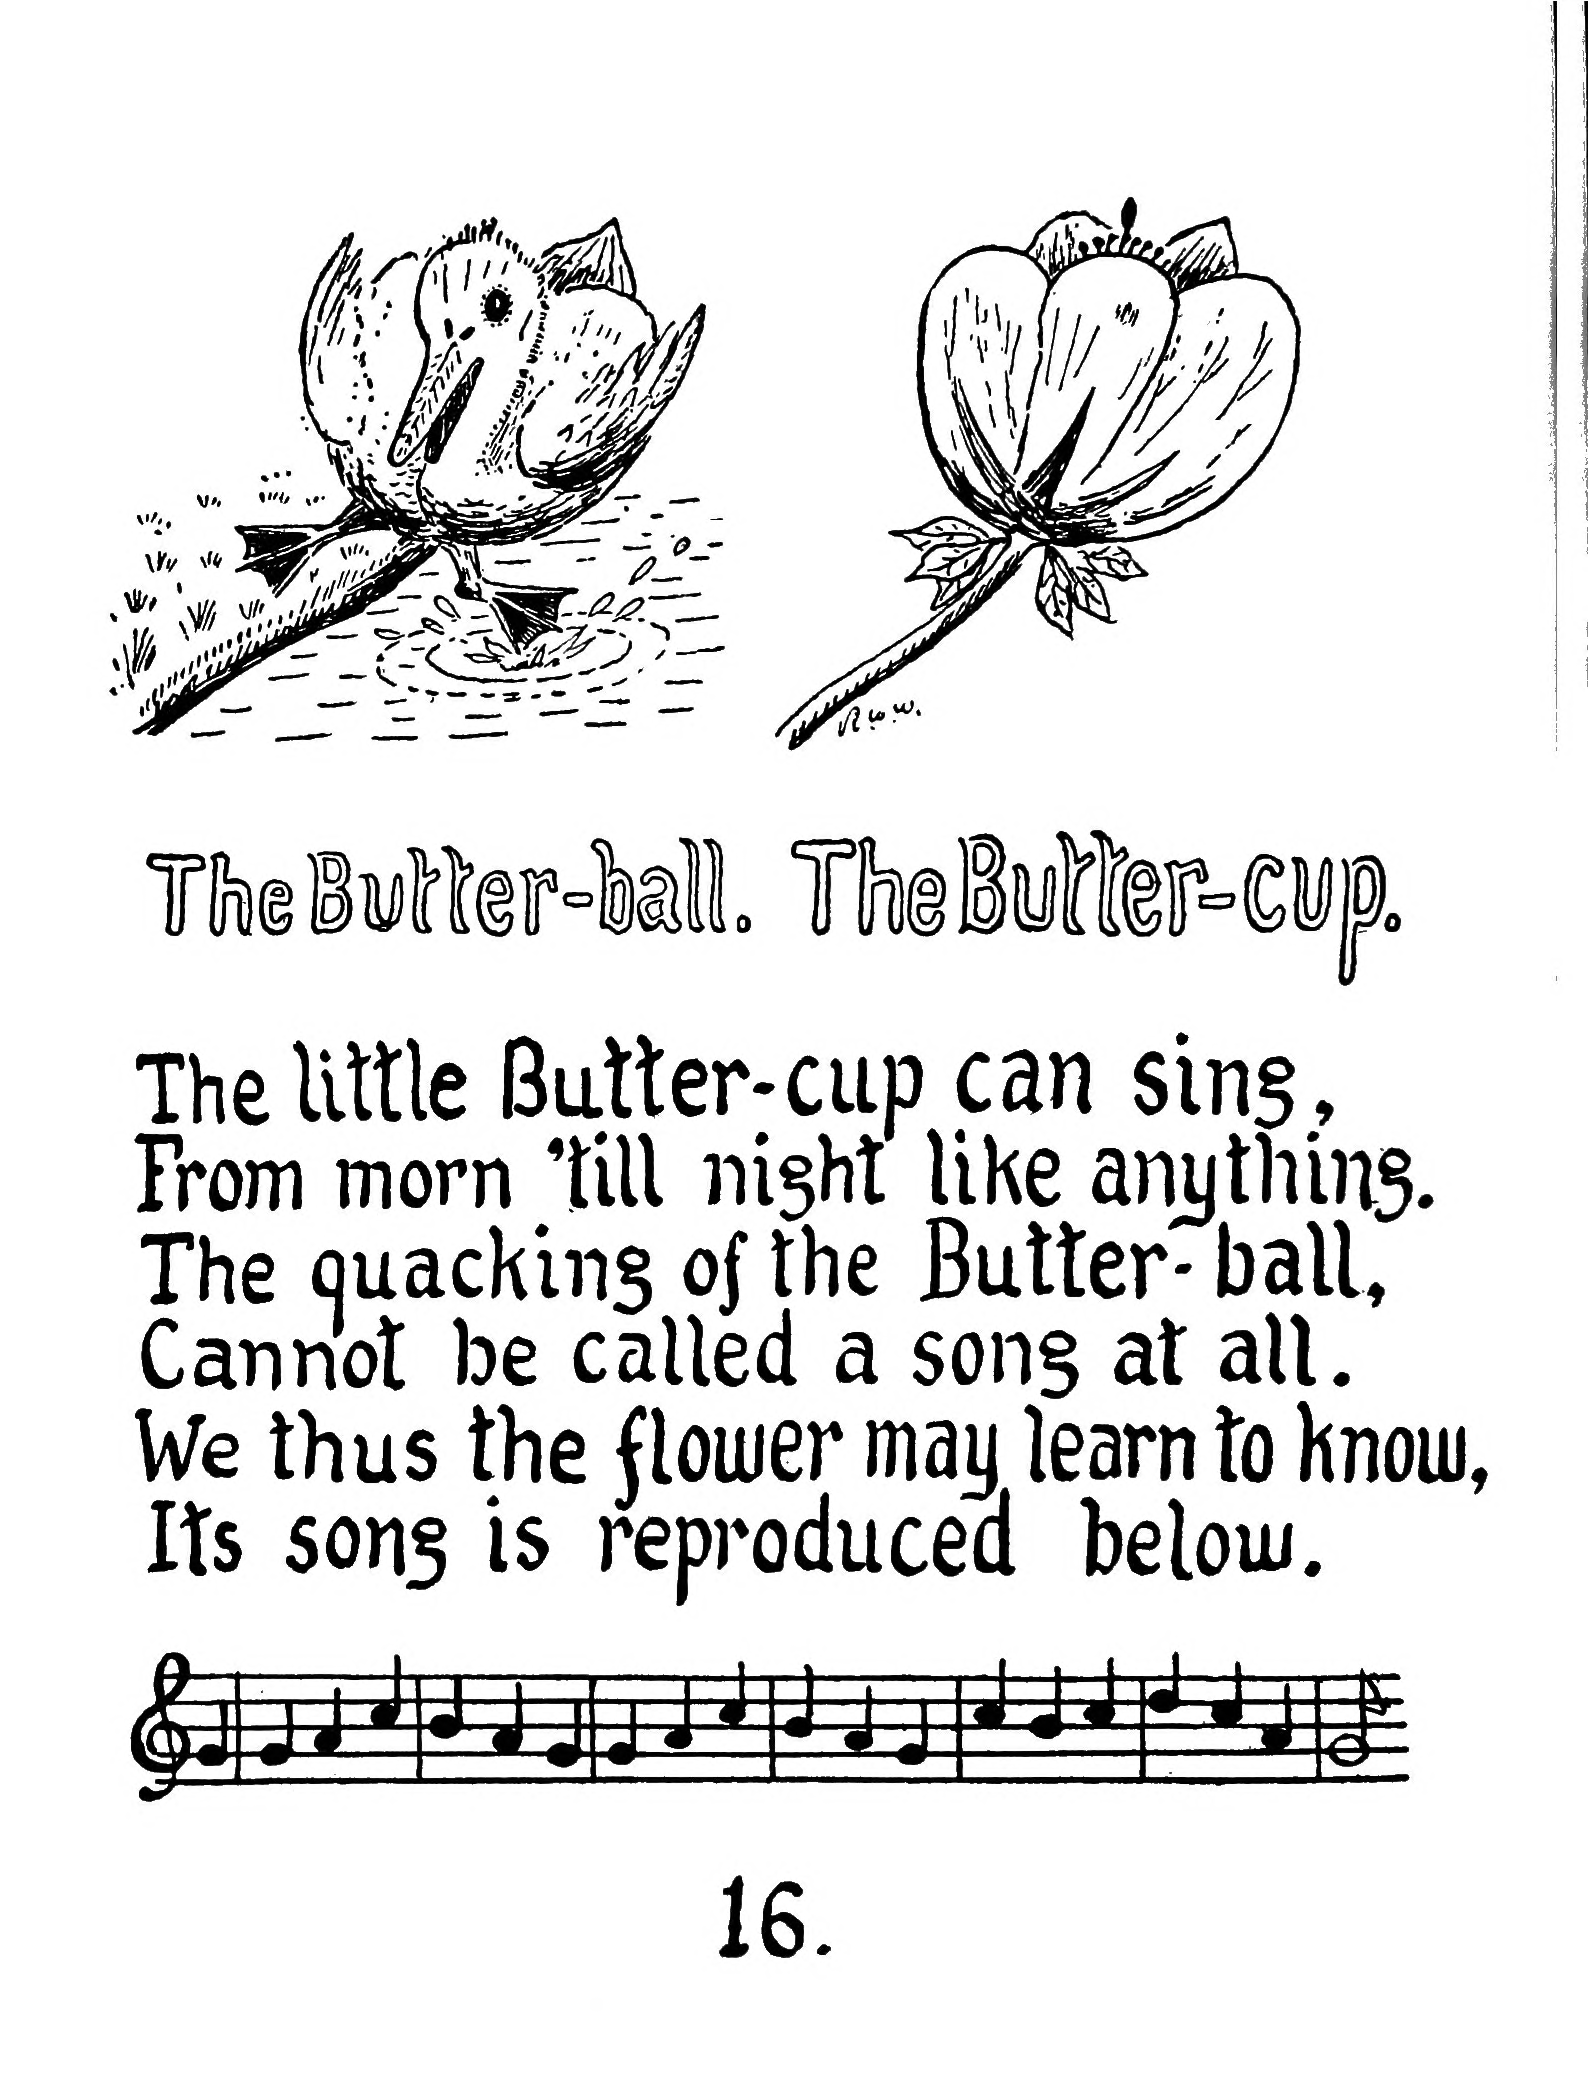 R.W.W.
The Butter-ball. The Butter-cup.
The little Butter-cup can sing,
From morn 'till night like anything.
The quacking of the Butter-ball,
Cannot be called a song at all.
We thus the flower may learn to know,
Its song is reproduced below.
16.